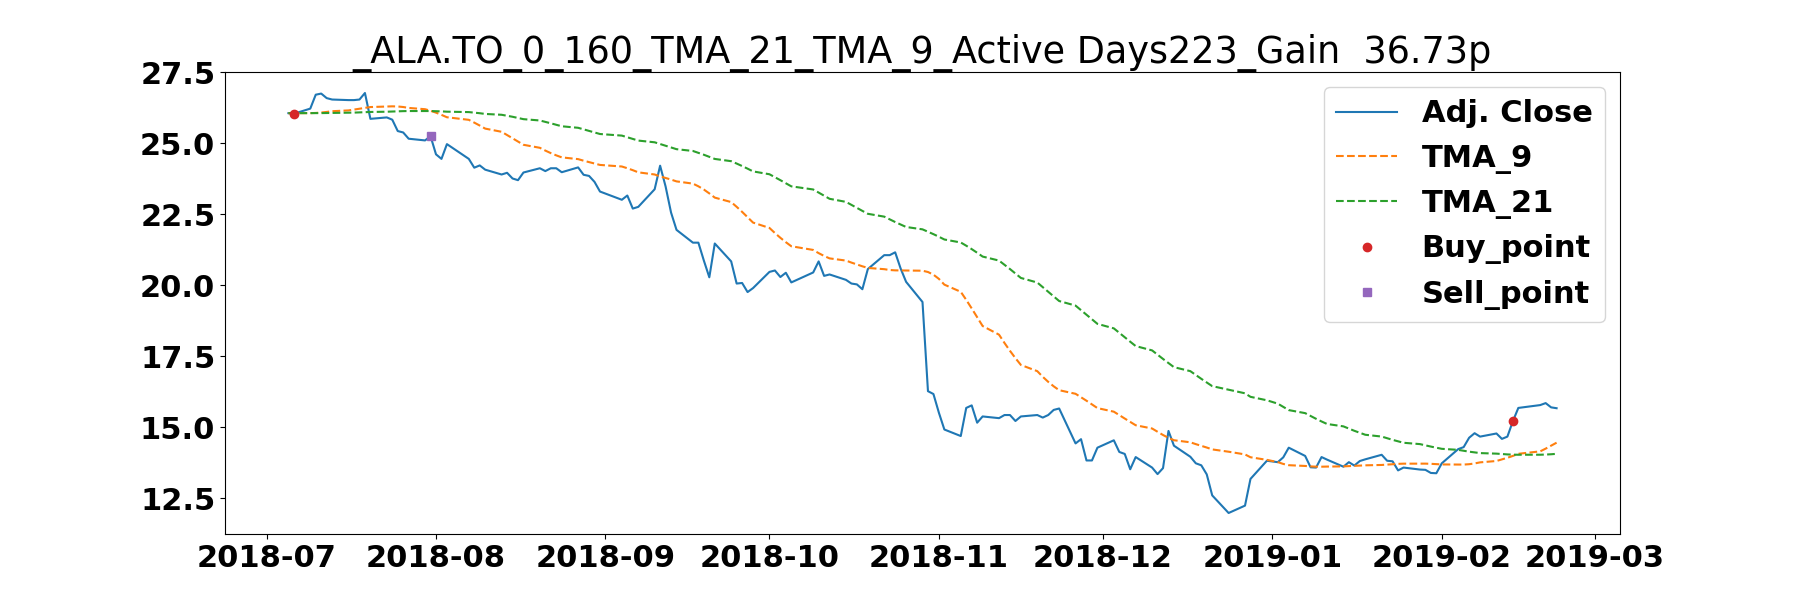 _ALA.TO_0_160_TMA_21_TMA_9_Active Days223_Gain  36.73p
27.5
25.0
22.5
20.0
17.5
15.0
12.5
Adj. Close
TMA_9
TMA_21
Buy_point
Sell_point
2018-07 2018-08 2018-09 2018-10 2018-11 2018-12 2019-01 2019-02 2019-03